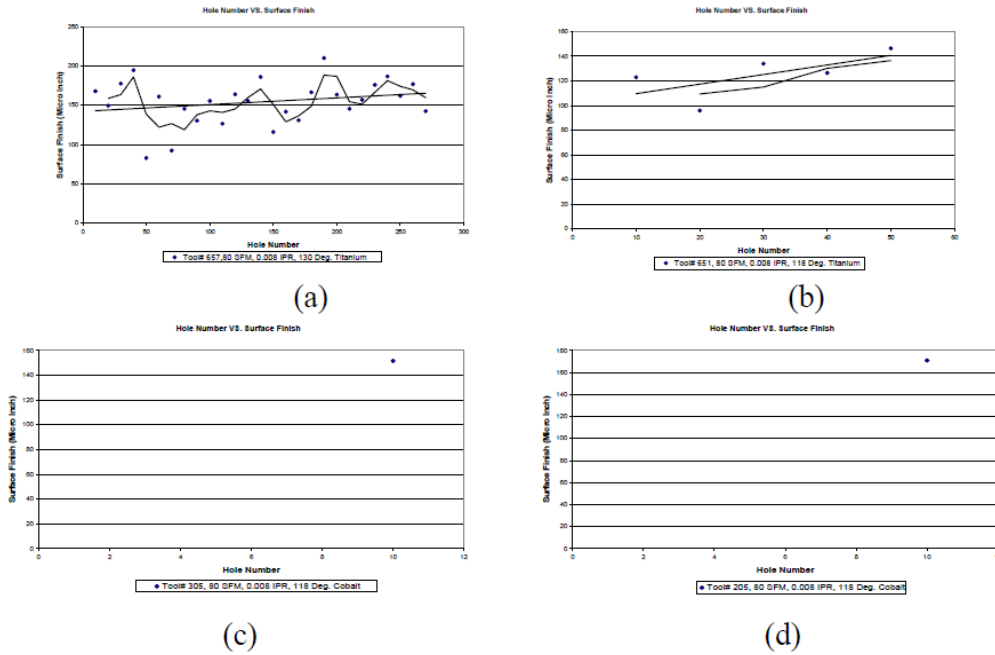 Hole Number VS. Surface Finish
Surface Finish (Micro Inch)
250
200
150
100
50
0
0 50 100 150 200 250 300
Hole Number
Tool# 657,80 SFM, 0.008 IPR, 130 Deg. Titanium
(a)
Hole Number VS. Surface Finish
Surface Finish (Micro Inch)
160
140
120
100
80
60
40
20
0
0 10 20 30 40 50 60
Hole Number
Tool# 651, 80 SFM, 0.008 IPR, 118 Deg. Titanium
(b)
Hole Number VS. Surface Finish
Surface Finish (Micro Inch)
160
140
120
100
80
60
40
20
0
0 2 4 6 8 10 12
Hole Number
Tool# 305, 80 SFM, 0.008 IPR, 118 Deg. Cobalt
(c)
Hole Number VS. Surface Finish
Surface Finish (Micro Inch)
180
160
140
120
100
80
60
40
20
0
0 2 4 6 8 10
Hole Number
Tool# 205, 80 SFM, 0.008 IPR, 118 Deg. Cobalt
(d)